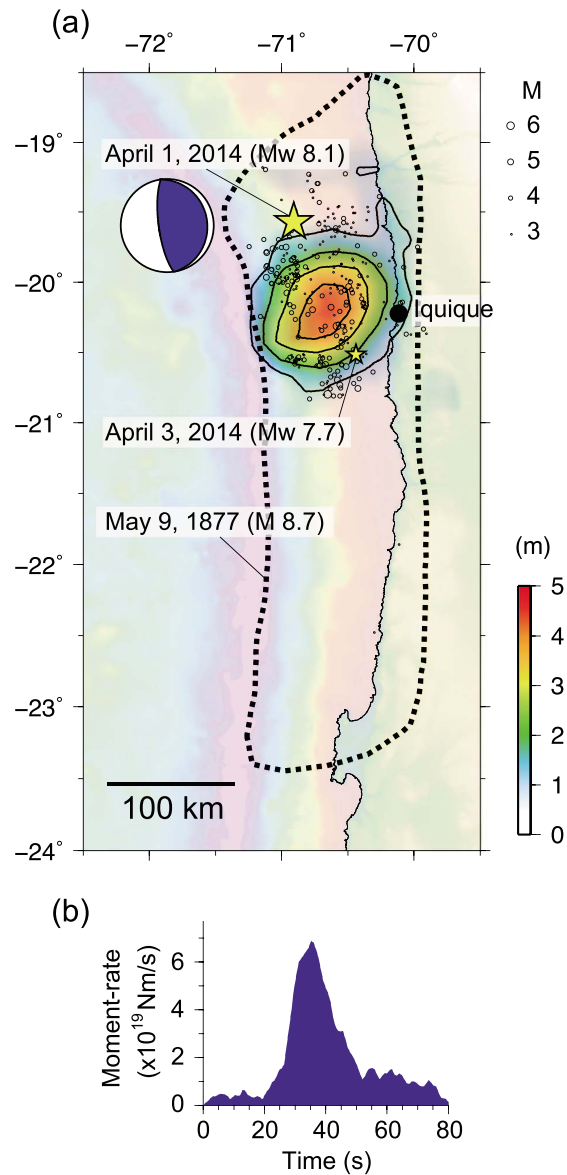 (a)
−72˚ −71˚ −70˚
M
6
5
4
3
−19˚
April 1, 2014 (Mw 8.1)
−20˚
Iquique
−21˚
April 3, 2014 (Mw 7.7)
May 9, 1877 (M 8.7)
−22˚
−23˚
−24˚
100 km
(m)
5
4
3
2
1
0
(b)
Moment-rate
(x10¹⁹Nm/s)
6
4
2
0
0 20 40 60 80
Time (s)